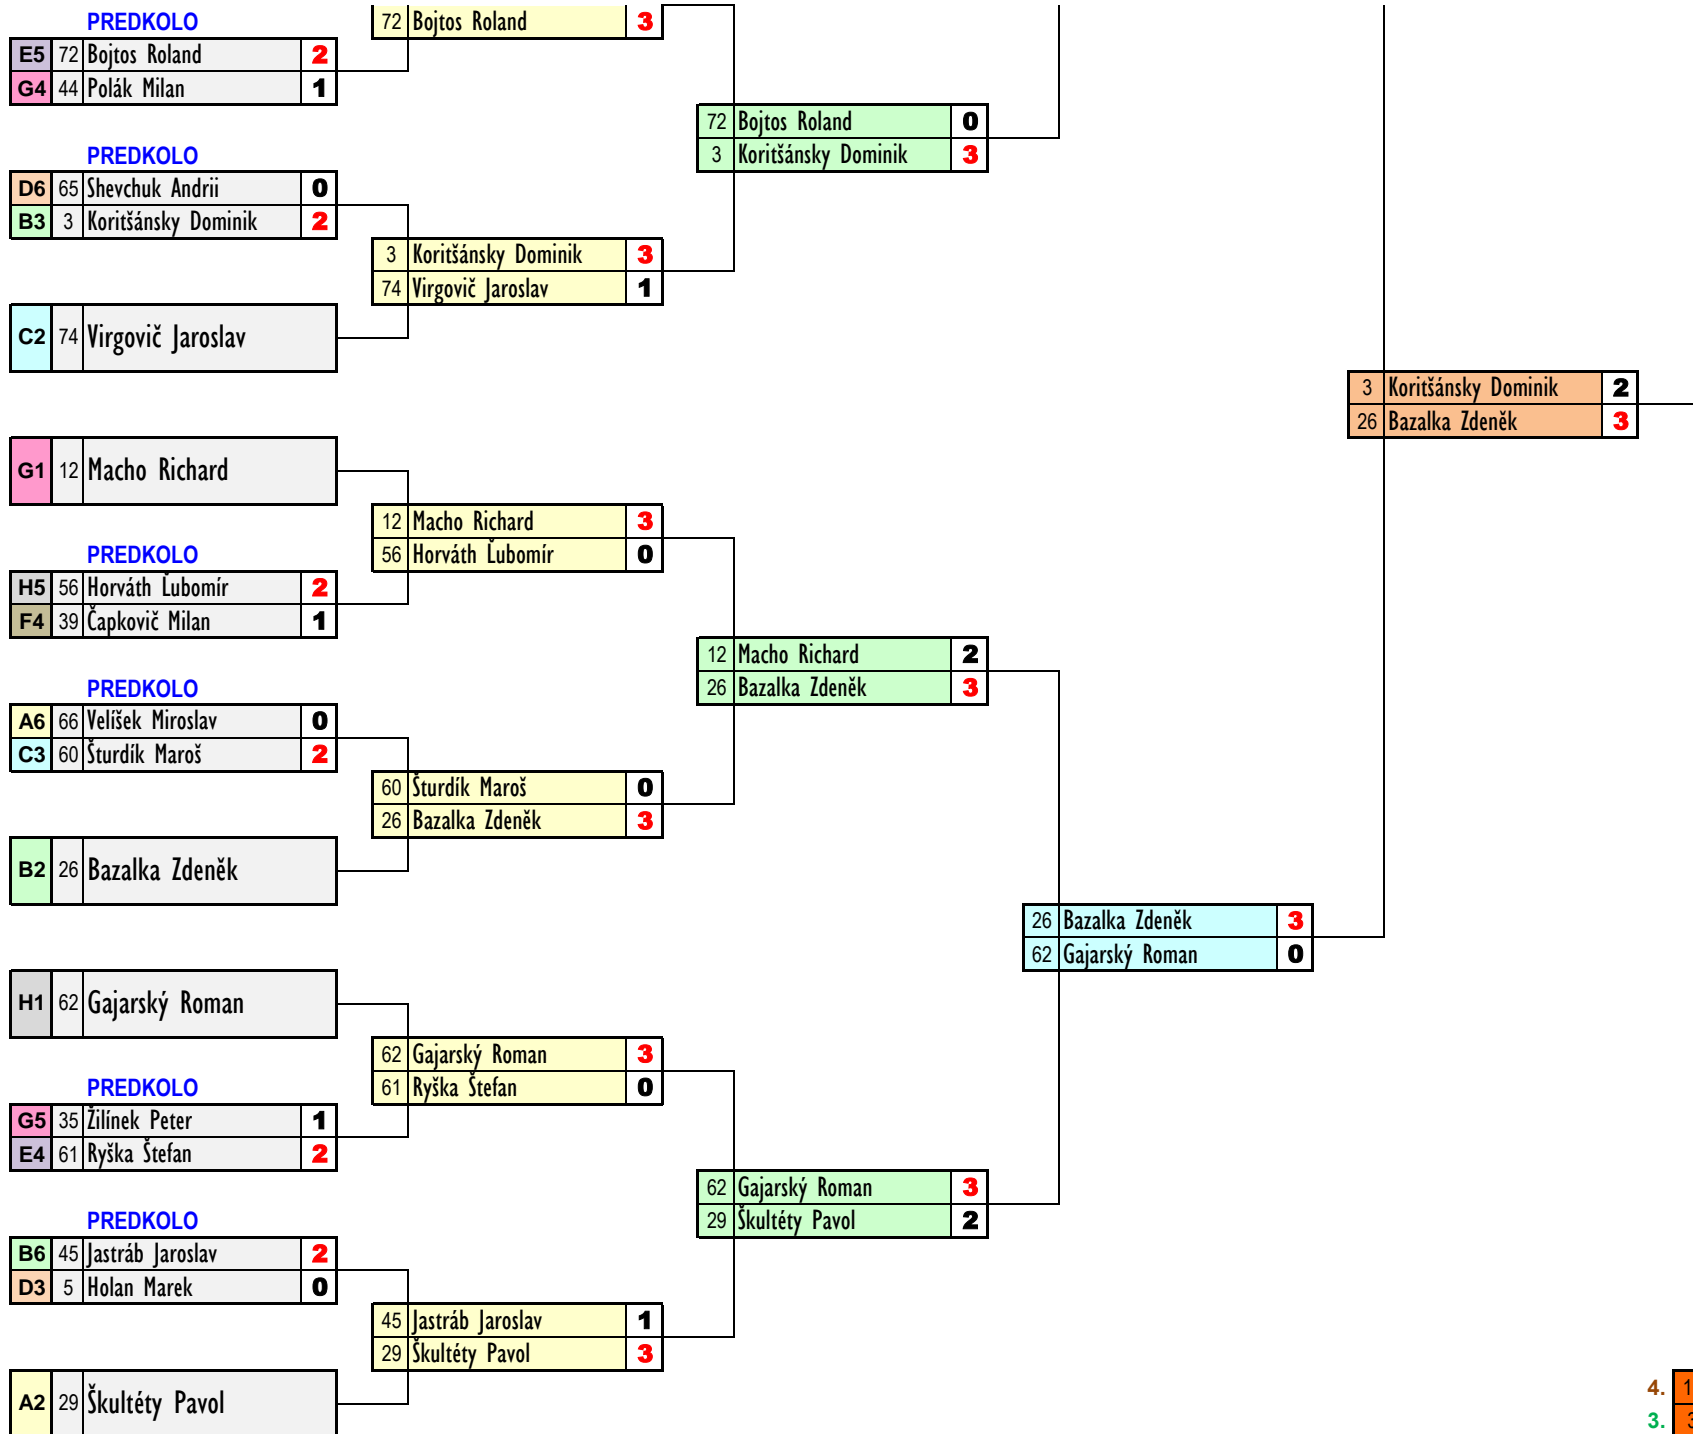 PREDKOLO
E5 72 Bojtos Roland 2
G4 44 Polák Milan 1
PREDKOLO
D6 65 Shevchuk Andrii 0
B3 3 Koritšánsky Dominik 2
C2 74 Virgovič Jaroslav
G1 12 Macho Richard
PREDKOLO
H5 56 Horváth Ľubomír 2
F4 39 Čapkovič Milan 1
PREDKOLO
A6 66 Velíšek Miroslav 0
C3 60 Šturdík Maroš 2
B2 26 Bazalka Zdeněk
H1 62 Gajarský Roman
PREDKOLO
G5 35 Žilínek Peter 1
E4 61 Ryška Štefan 2
PREDKOLO
B6 45 Jastráb Jaroslav 2
D3 5 Holan Marek 0
A2 29 Škultéty Pavol
72 Bojtos Roland 3
3 Koritšánsky Dominik 3
74 Virgovič Jaroslav 1
12 Macho Richard 3
56 Horváth Ľubomír 0
60 Šturdík Maroš 0
26 Bazalka Zdeněk 3
62 Gajarský Roman 3
61 Ryška Štefan 0
45 Jastráb Jaroslav 1
29 Škultéty Pavol 3
72 Bojtos Roland 0
3 Koritšánsky Dominik 3
12 Macho Richard 2
26 Bazalka Zdeněk 3
62 Gajarský Roman 3
29 Škultéty Pavol 2
26 Bazalka Zdeněk 3
62 Gajarský Roman 0
3 Koritšánsky Dominik 2
26 Bazalka Zdeněk 3
4.
3.